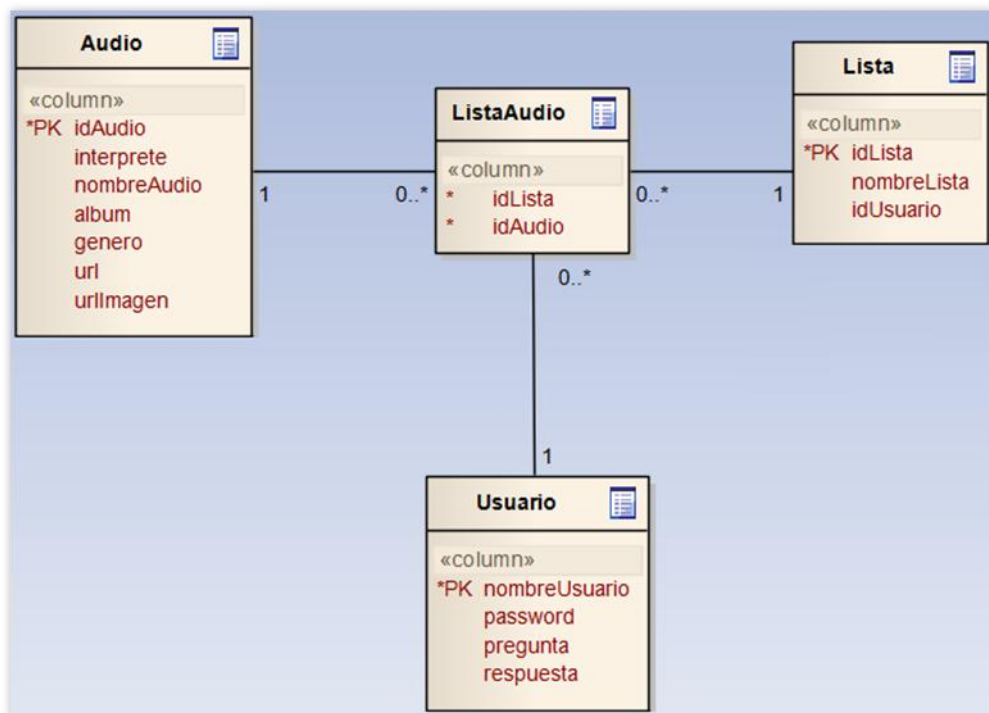 Audio
«column»
*PK idAudio
interprete
nombreAudio
album
genero
url
urlImagen
1
0..*
ListaAudio
«column»
* idLista
* idAudio
0..*
1
0..*
Lista
«column»
*PK idLista
nombreLista
idUsuario
1
Usuario
«column»
*PK nombreUsuario
password
pregunta
respuesta